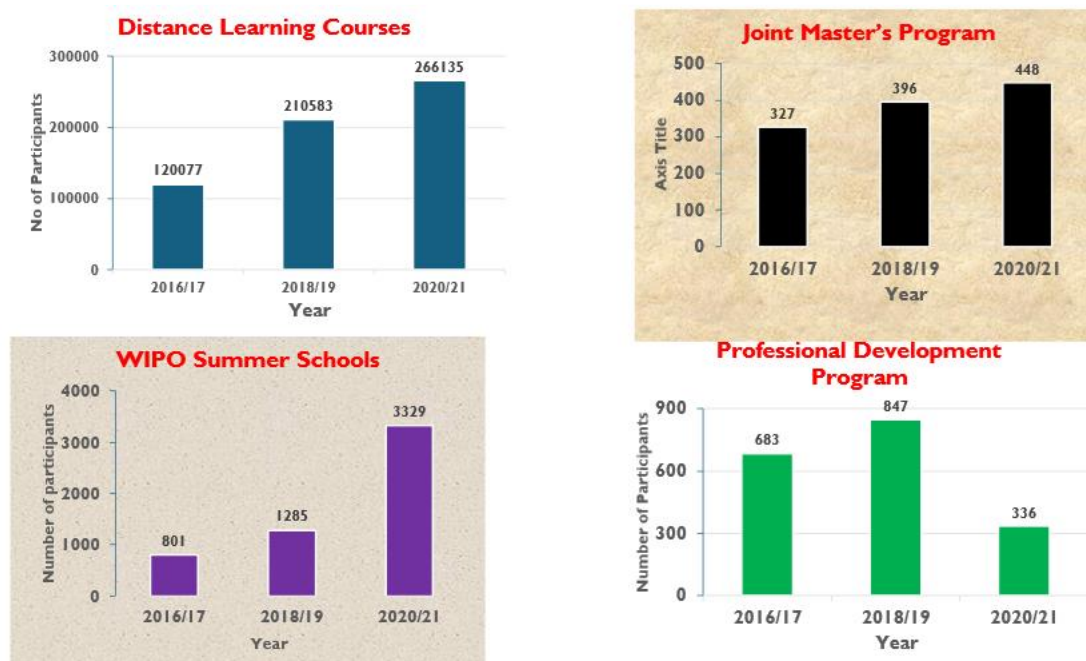 Distance Learning Courses
No of Participants
300000
200000
100000
0
120077
210583
266135
2016/17 2018/19 2020/21
Year
Joint Master's Program
Axis Title
500
400
300
200
100
0
327
396
448
2016/17 2018/19 2020/21
Year
WIPO Summer Schools
Number of participants
4000
3000
2000
1000
0
801
1285
3329
2016/17 2018/19 2020/21
Year
Professional Development
Program
Number of Participants
900
600
300
0
683
847
336
2016/17 2018/19 2020/21
Year